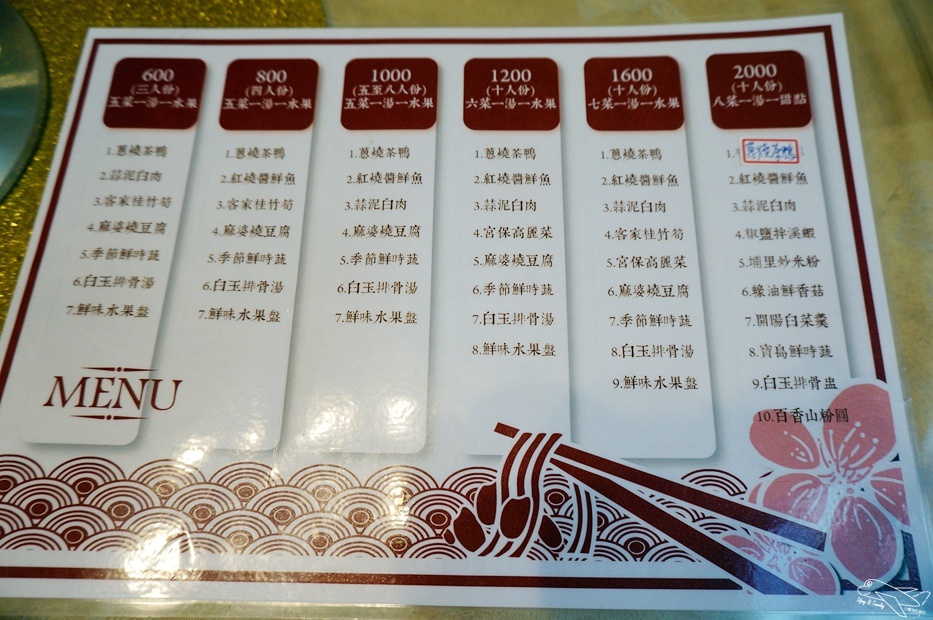 600
(三人份)
五菜一湯一水果
1.蔥燒茶鴨
2.蒜泥白肉
3.客家桂竹筍
4.麻婆燒豆腐
5.季節鮮時蔬
6.白玉排骨湯
7.鮮味水果盤
800
(四人份)
五菜一湯一水果
1.蔥燒茶鴨
2.紅燒醬鮮魚
3.客家桂竹筍
4.麻婆燒豆腐
5.季節鮮時蔬
6.白玉排骨湯
7.鮮味水果盤
1000
(五至八人份)
五菜一湯一水果
1.蔥燒茶鴨
2.紅燒醬鮮魚
3.蒜泥白肉
4.麻婆燒豆腐
5.季節鮮時蔬
6.白玉排骨湯
7.鮮味水果盤
1200
(十人份)
六菜一湯一水果
1.蔥燒茶鴨
2.紅燒醬鮮魚
3.蒜泥白肉
4.宮保高麗菜
5.麻婆燒豆腐
6.季節鮮時蔬
7.白玉排骨湯
8.鮮味水果盤
1600
(十人份)
七菜一湯一水果
1.蔥燒茶鴨
2.紅燒醬鮮魚
3.蒜泥白肉
4.客家桂竹筍
5.宮保高麗菜
6.麻婆燒豆腐
7.季節鮮時蔬
8.白玉排骨湯
9.鮮味水果盤
2000
(十人份)
八菜一湯一甜點
1.蔥燒茶鴨
2.紅燒醬鮮魚
3.蒜泥白肉
4.椒鹽拌溪蝦
5.埔里炒米粉
6.蠔油鮮香菇
7.開陽白菜羹
8.寶島鮮時蔬
9.白玉排骨盅
10.百香山粉圓
MENU